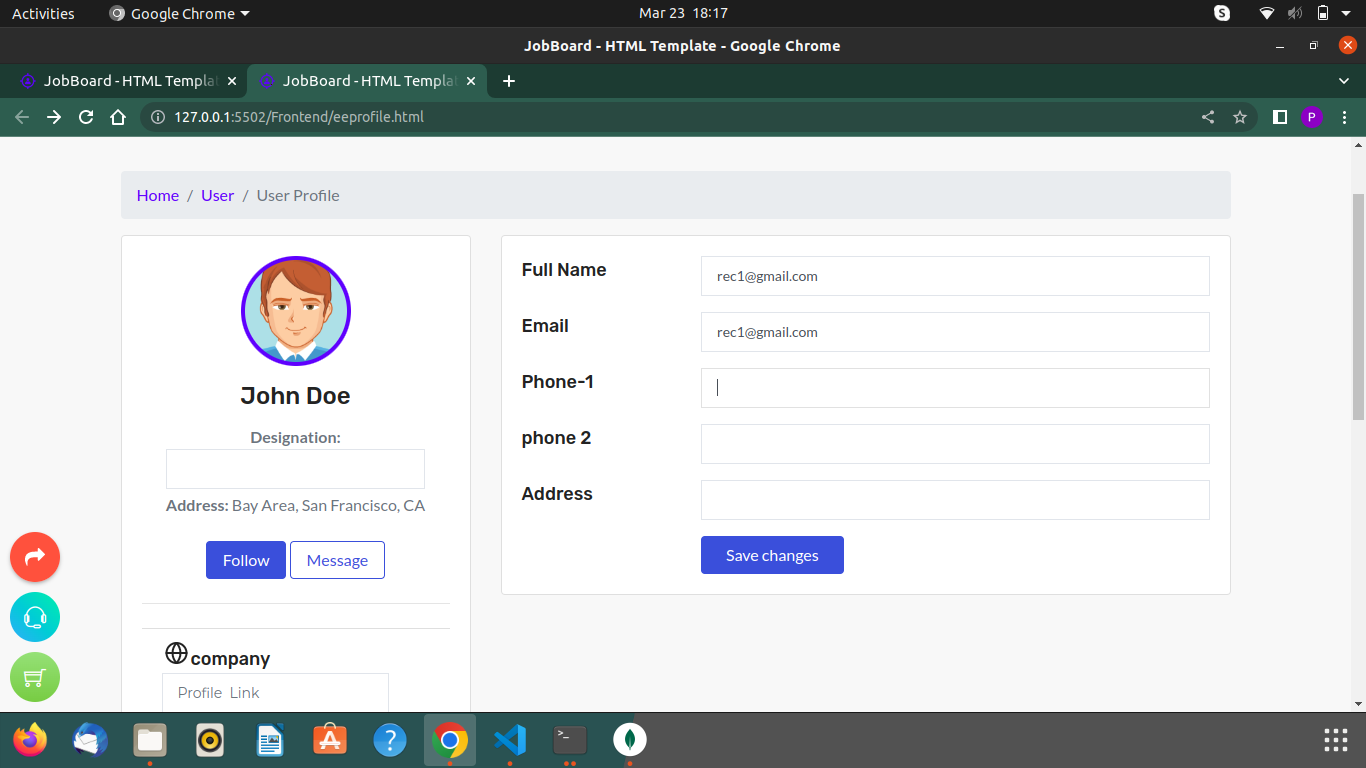 Activities Google Chrome Mar 23 18:17
JobBoard - HTML Template - Google Chrome
JobBoard - HTML Templat JobBoard - HTML Templat
127.0.0.1:5502/Frontend/eeprofile.html P
Home / User / User Profile
John Doe
Designation:
Address: Bay Area, San Francisco, CA
Follow Message
company
Profile Link
Full Name rec1@gmail.com
Email rec1@gmail.com
Phone-1
phone 2
Address
Save changes